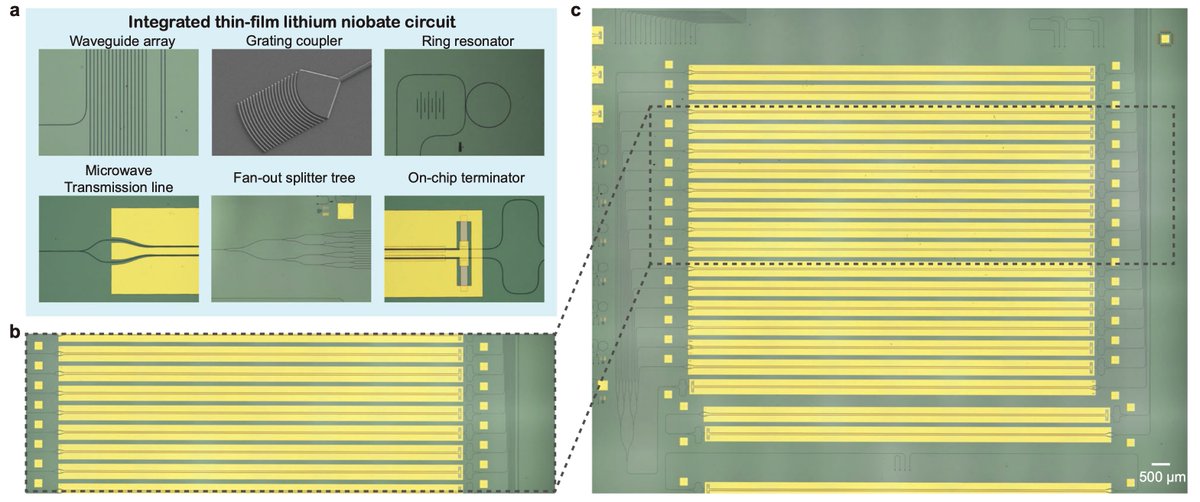 a
Integrated thin-film lithium niobate circuit
Waveguide array
Grating coupler
Ring resonator
Microwave
Transmission line
Fan-out splitter tree
On-chip terminator
b
c
500 μm